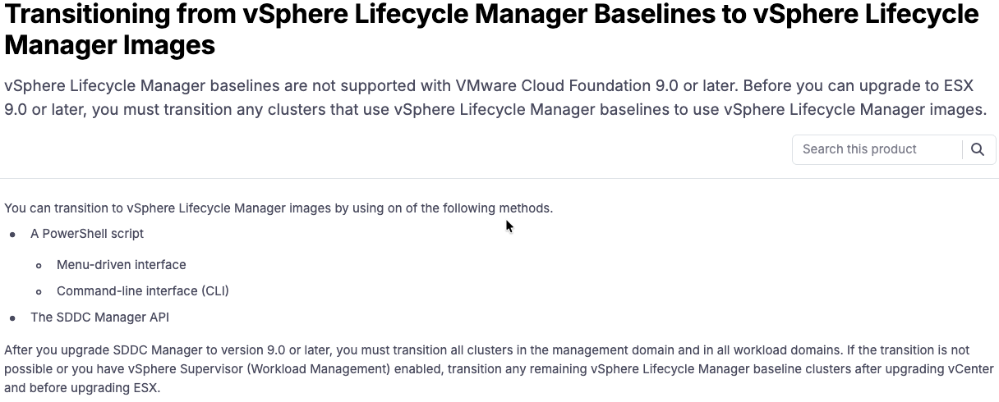 Transitioning from vSphere Lifecycle Manager Baselines to vSphere Lifecycle
Manager Images
vSphere Lifecycle Manager baselines are not supported with VMware Cloud Foundation 9.0 or later. Before you can upgrade to ESX
9.0 or later, you must transition any clusters that use vSphere Lifecycle Manager baselines to use vSphere Lifecycle Manager images.
Search this product
You can transition to vSphere Lifecycle Manager images by using on of the following methods.
A PowerShell script
Menu-driven interface
Command-line interface (CLI)
The SDDC Manager API
After you upgrade SDDC Manager to version 9.0 or later, you must transition all clusters in the management domain and in all workload domains. If the transition is not
possible or you have vSphere Supervisor (Workload Management) enabled, transition any remaining vSphere Lifecycle Manager baseline clusters after upgrading vCenter
and before upgrading ESX.